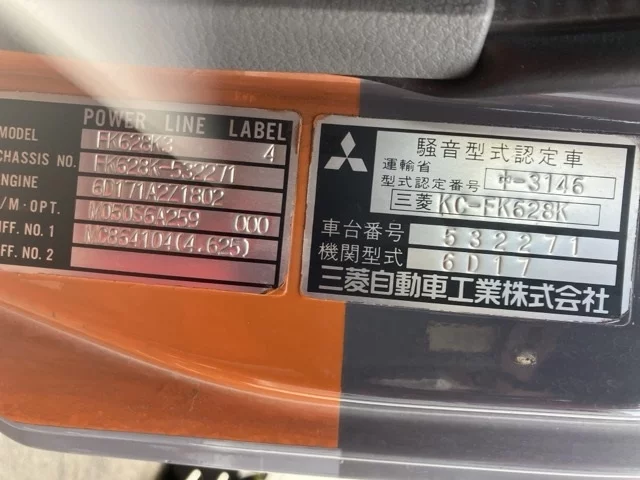 POWER LINE LABEL
MODEL FK628K3 4
CHASSIS NO. FK628K-532271
ENGINE 6D171A2Z1802
T/M·OPT. M050S6A259 000
DIFF. NO. 1 MC864104(4.625)
DIFF. NO. 2
騒音型式認定車
運輸省
型式認定番号 中-3146
三菱 KC-FK628K
車台番号 532271
機関型式 6D17
三菱自動車工業株式会社